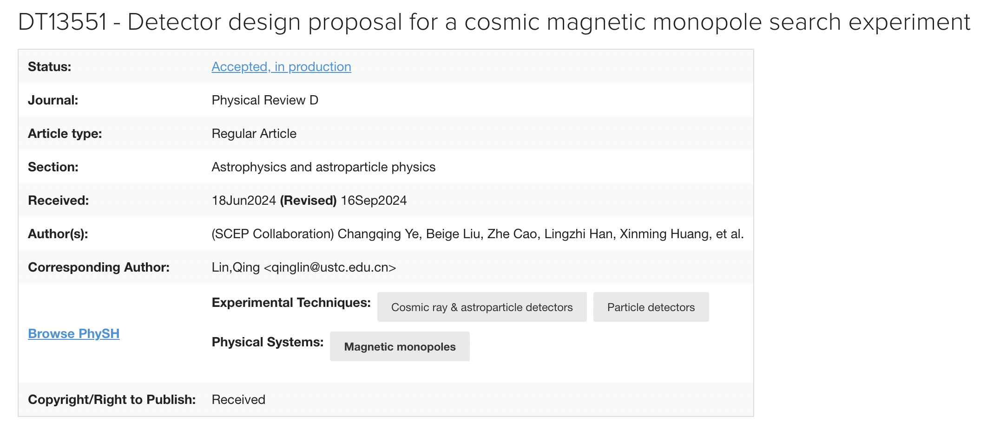 DT13551 - Detector design proposal for a cosmic magnetic monopole search experiment
Status: Accepted, in production
Journal: Physical Review D
Article type: Regular Article
Section: Astrophysics and astroparticle physics
Received: 18Jun2024 (Revised) 16Sep2024
Author(s): (SCEP Collaboration) Changqing Ye, Beige Liu, Zhe Cao, Lingzhi Han, Xinming Huang, et al.
Corresponding Author: Lin,Qing <qinglin@ustc.edu.cn>
Experimental Techniques: Cosmic ray & astroparticle detectors Particle detectors
Browse PhySH
Physical Systems: Magnetic monopoles
Copyright/Right to Publish: Received